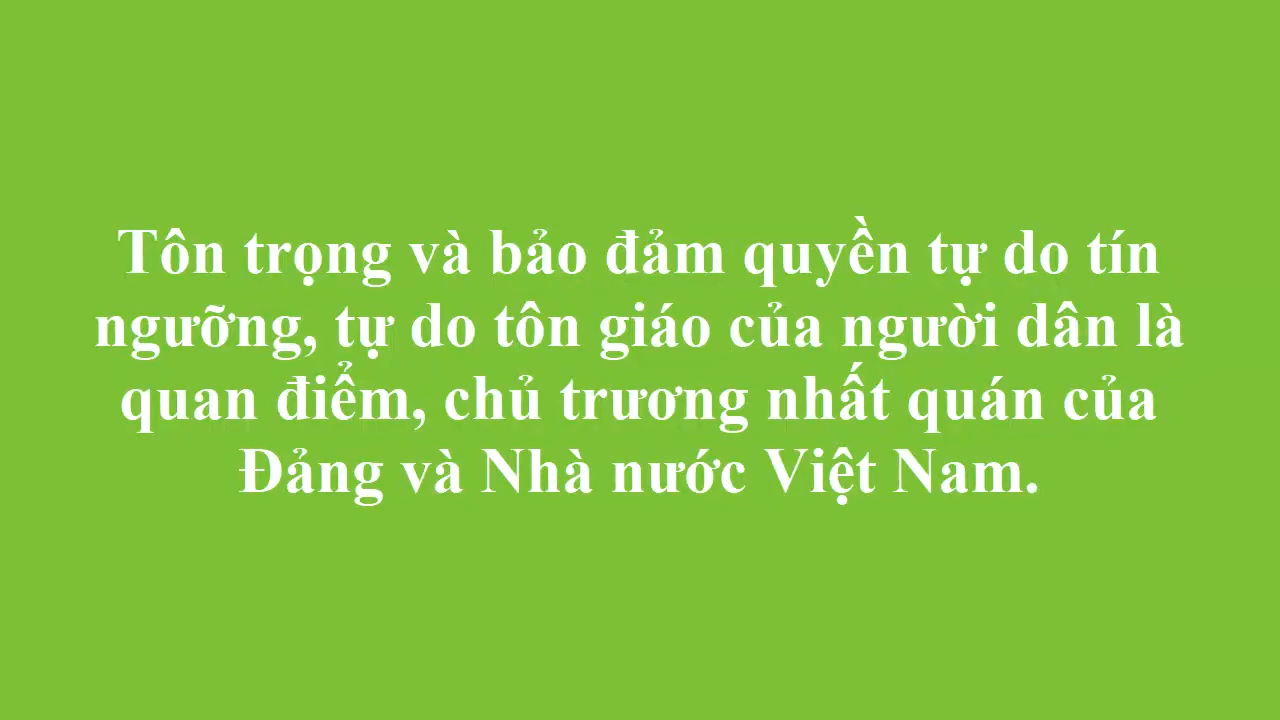 Tôn trọng và bảo đảm quyền tự do tín
ngưỡng, tự do tôn giáo của người dân là
quan điểm, chủ trương nhất quán của
Đảng và Nhà nước Việt Nam.